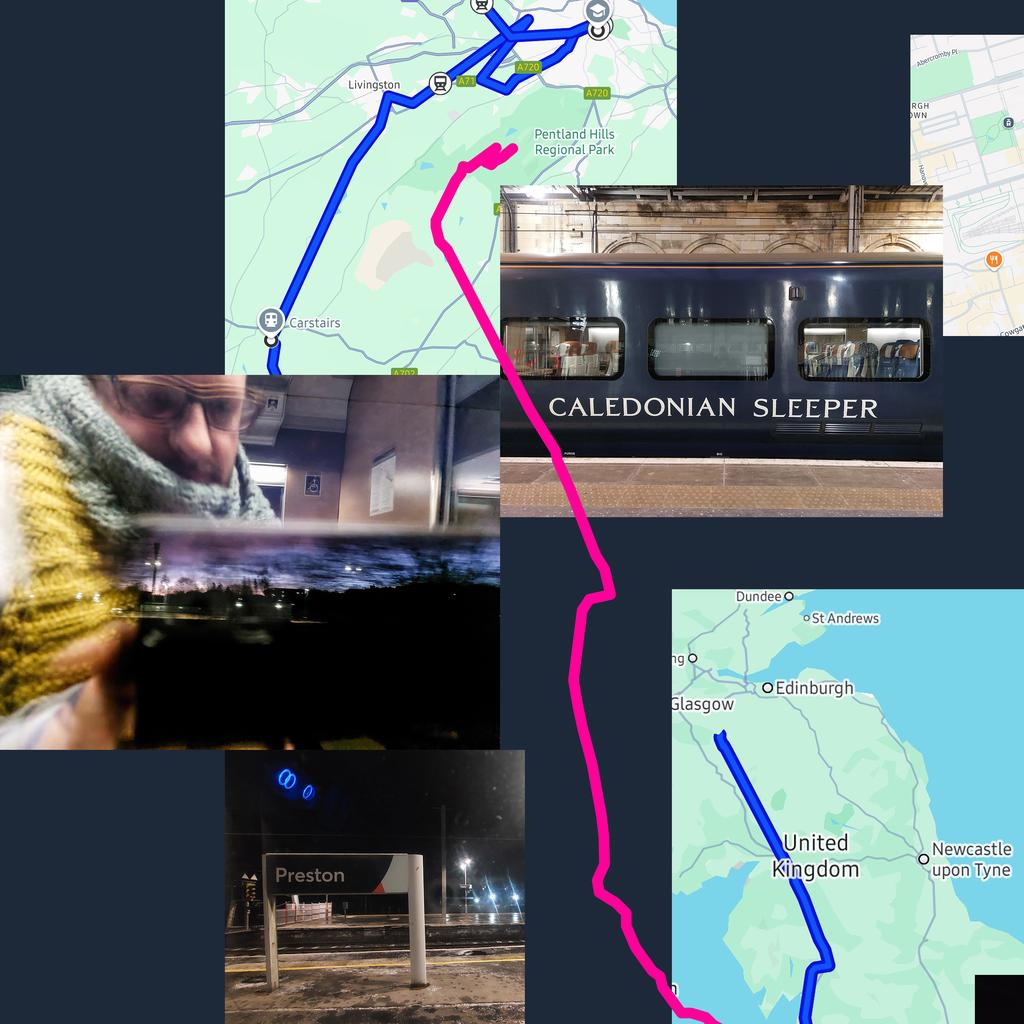 Abercromby Pl
Livingston
A71
A720
A720
Pentland Hills
Regional Park
Carstairs
A702
CALEDONIAN SLEEPER
Dundee
St Andrews
Edinburgh
Glasgow
United
Kingdom
Newcastle
upon Tyne
Preston